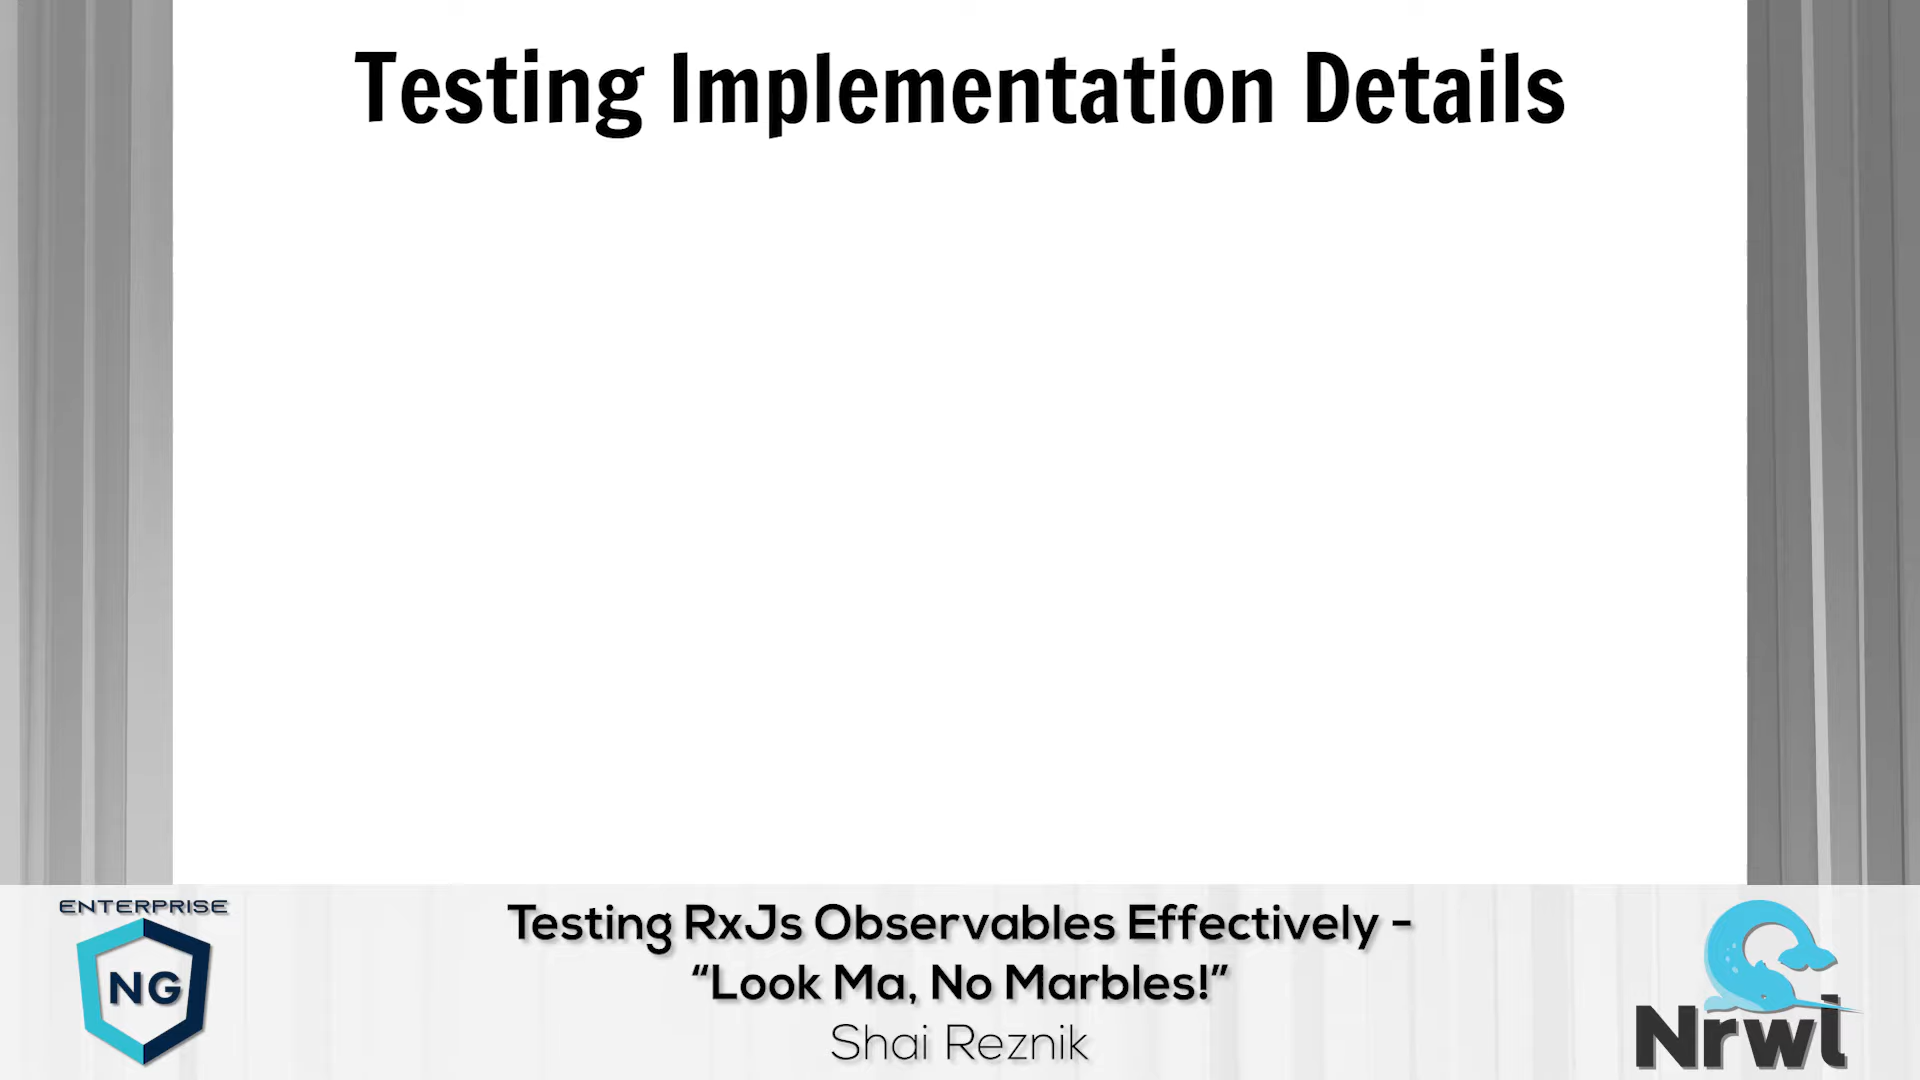 Testing Implementation Details
ENTERPRISE
NG
Testing RxJs Observables Effectively -
“Look Ma, No Marbles!”
Shai Reznik
Nrwl